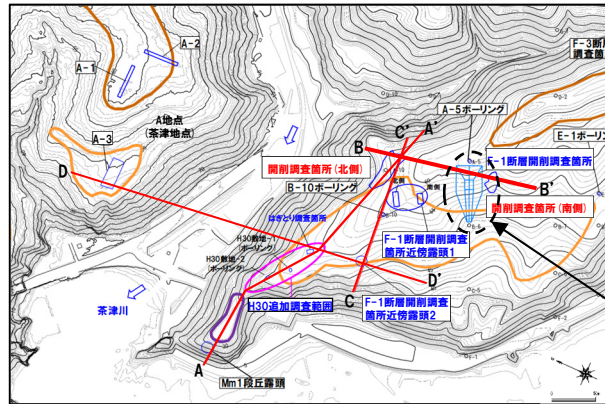 A-1
A-2
F-3断層
調査箇所
A地点
(茶津地点)
A-3
D
A-5ボーリング
C'
A'
B
E-1ボーリン
F-1断層開削調査箇所
開削調査箇所(北側)
北側
南側
B'
B-10ボーリング
開削調査箇所(南側)
はぎとり調査箇所
H30敷地-1
(ボーリング)
F-1断層開削調査
箇所近傍露頭1
H30敷地-2
(ボーリング)
D'
C
H30追加調査範囲
F-1断層開削調査
箇所近傍露頭2
茶津川
A
Mm1段丘露頭